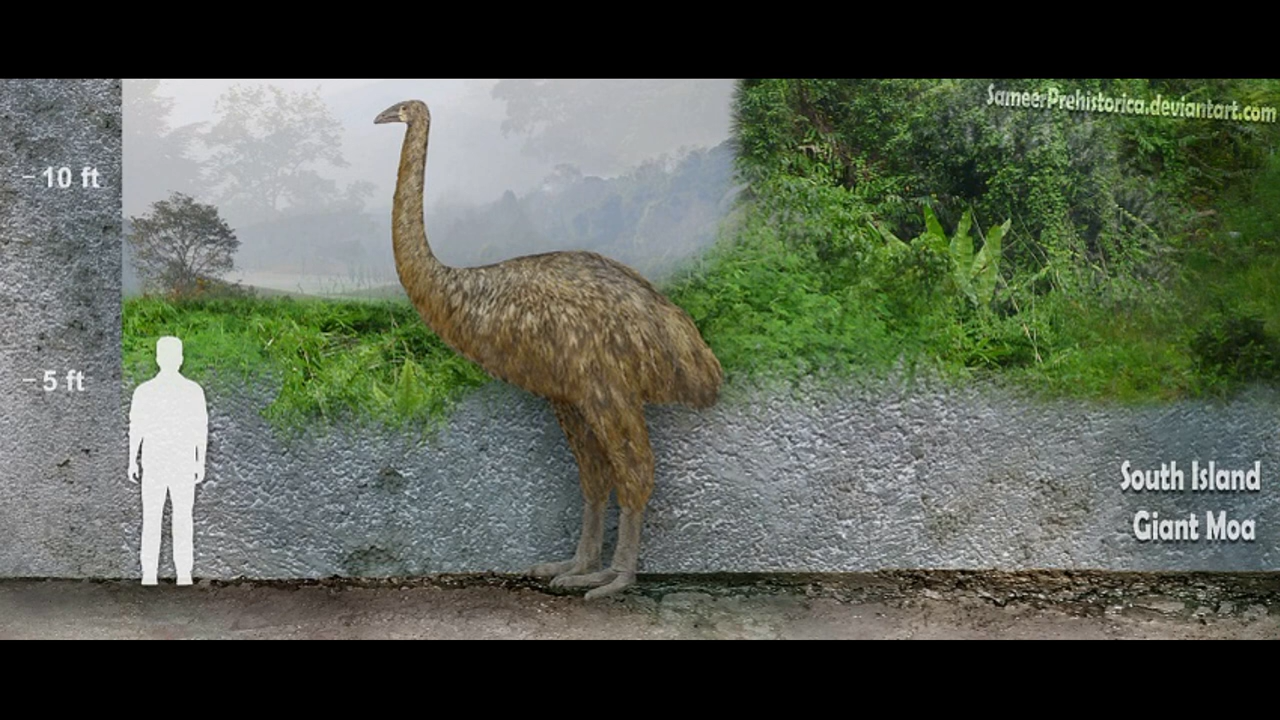 SameerPrehistorica.deviantart.com
- 10 ft
- 5 ft
South Island
Giant Moa